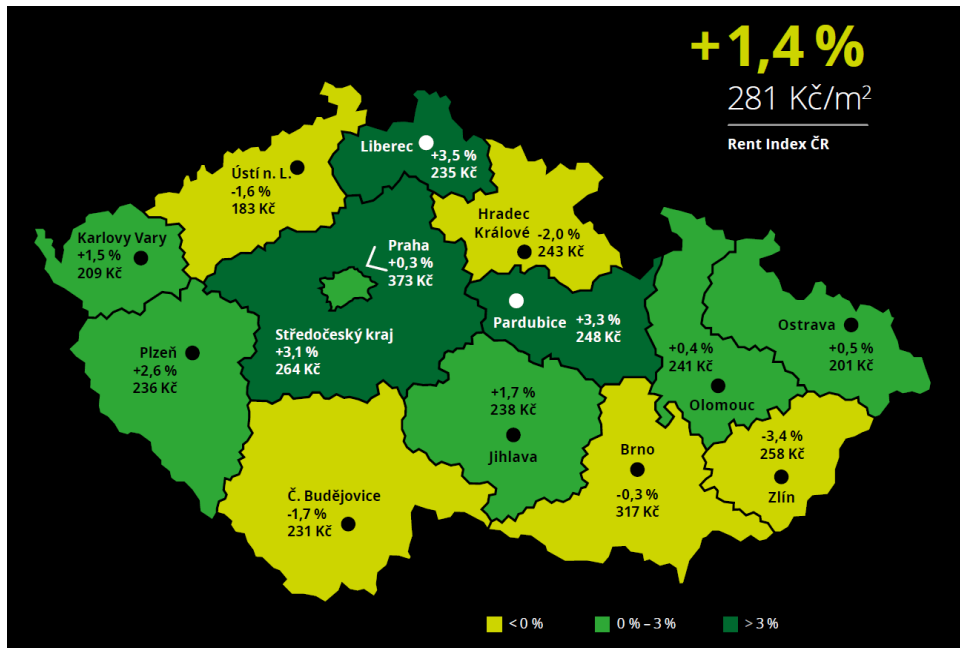 +1,4 %
281 Kč/m²
Rent Index ČR
Liberec
+3,5 %
235 Kč
Ústí n. L.
-1,6 %
183 Kč
Hradec
Králové
-2,0 %
243 Kč
Karlovy Vary
+1,5 %
209 Kč
Praha
+0,3 %
373 Kč
Středočeský kraj
+3,1 %
264 Kč
Pardubice
+3,3 %
248 Kč
Ostrava
+0,5 %
201 Kč
Plzeň
+2,6 %
236 Kč
+0,4 %
241 Kč
Olomouc
+1,7 %
238 Kč
Jihlava
Brno
-0,3 %
317 Kč
-3,4 %
258 Kč
Zlín
Č. Budějovice
-1,7 %
231 Kč
< 0 %
0 % – 3 %
> 3 %